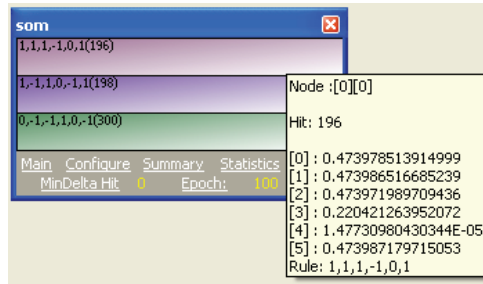 som
1,1,1,-1,0,1(196)
1,-1,1,0,-1,1(198)
0,-1,-1,1,0,-1(300)
Main Configure Summary Statistics
MinDelta Hit 0 Epoch: 100
Node :[0][0]
Hit: 196
[0] : 0.473978513914999
[1] : 0.473986516685239
[2] : 0.473971989709436
[3] : 0.220421263952072
[4] : 1.47730980430344E-05
[5] : 0.473987179715053
Rule: 1,1,1,-1,0,1